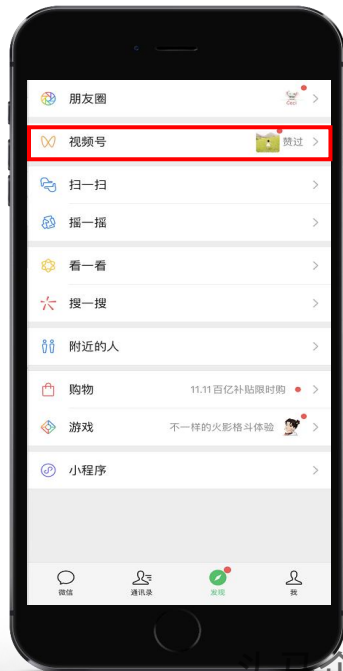 朋友圈
视频号 赞过
扫一扫
摇一摇
看一看
搜一搜
附近的人
购物 11.11百亿补贴限时购
游戏 不一样的火影格斗体验
小程序
微信 通讯录 发现 我